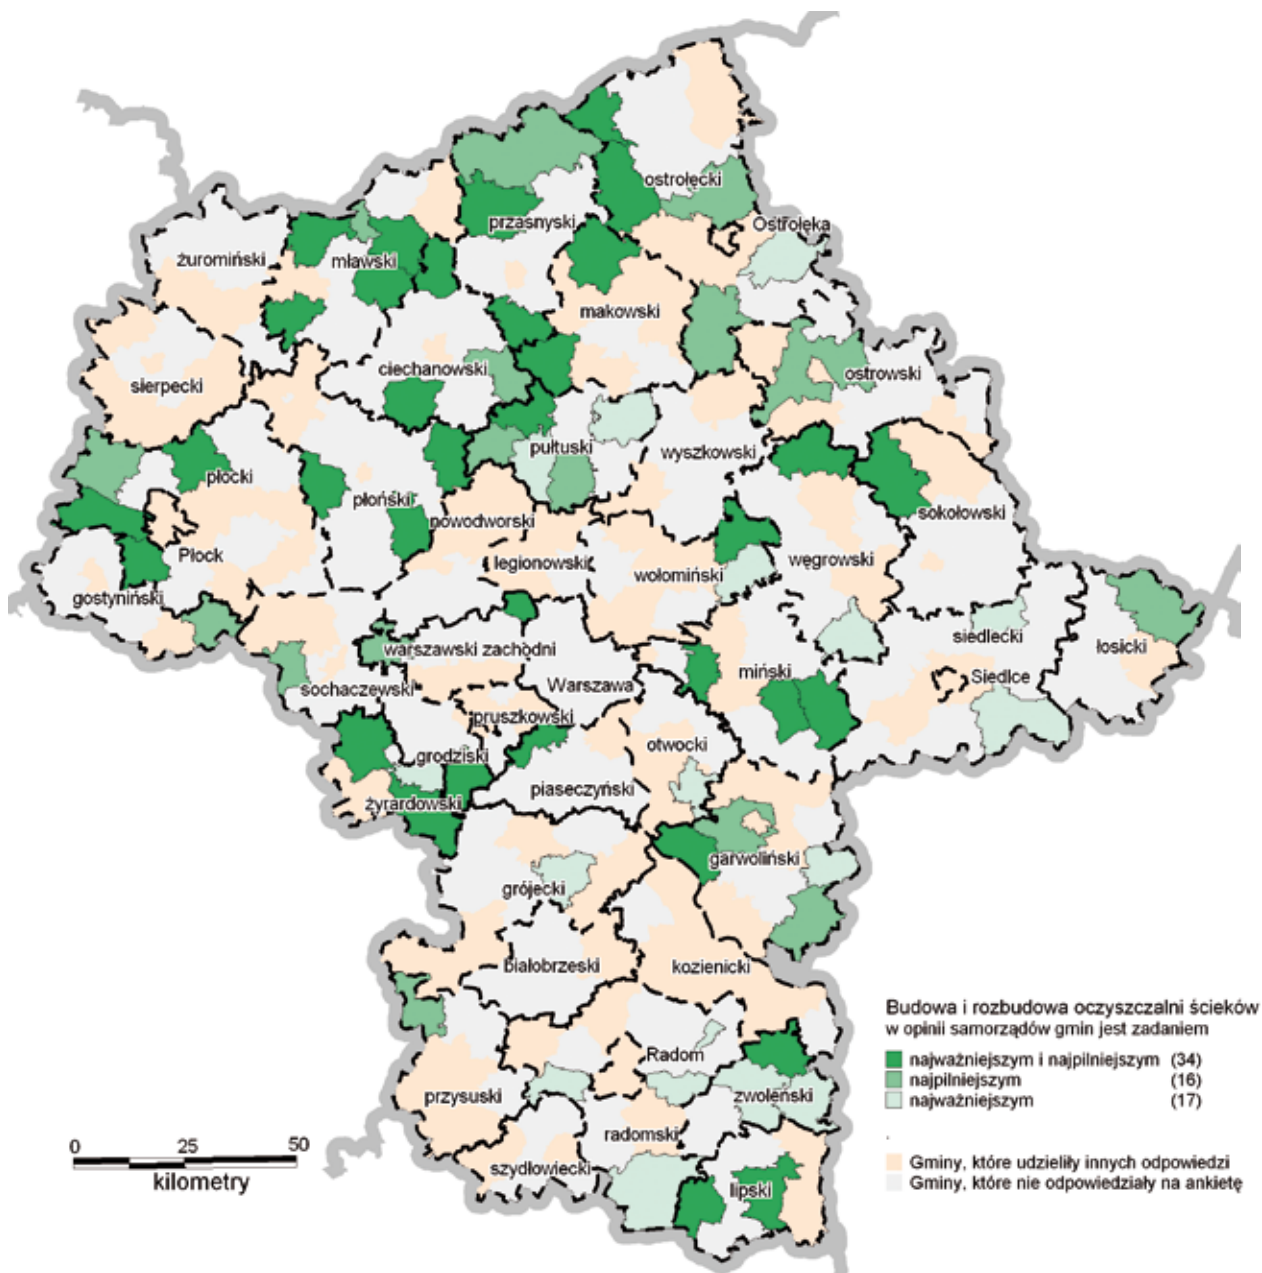 ostrołęcki
przasnyski
Ostrołęka
żuromiński
mławski
makowski
ciechanowski
ostrowski
sierpecki
pułtuski
wyszkowski
płocki
płoński
sokołowski
nowodworski
Płock
legionowski
wołomiński
węgrowski
gostyniński
siedlecki
łosicki
warszawski zachodni
miński
Siedlce
sochaczewski
Warszawa
pruszkowski
otwocki
grodziski
piaseczyński
żyrardowski
garwoliński
grójecki
białobrzeski
kozienicki
Radom
przysuski
zwoleński
radomski
szydłowiecki
lipski
Budowa i rozbudowa oczyszczalni ścieków
w opinii samorządów gmin jest zadaniem
najważniejszym i najpilniejszym (34)
najpilniejszym (16)
najważniejszym (17)
Gminy, które udzieliły innych odpowiedzi
Gminy, które nie odpowiedziały na ankietę
0 25 50
kilometry